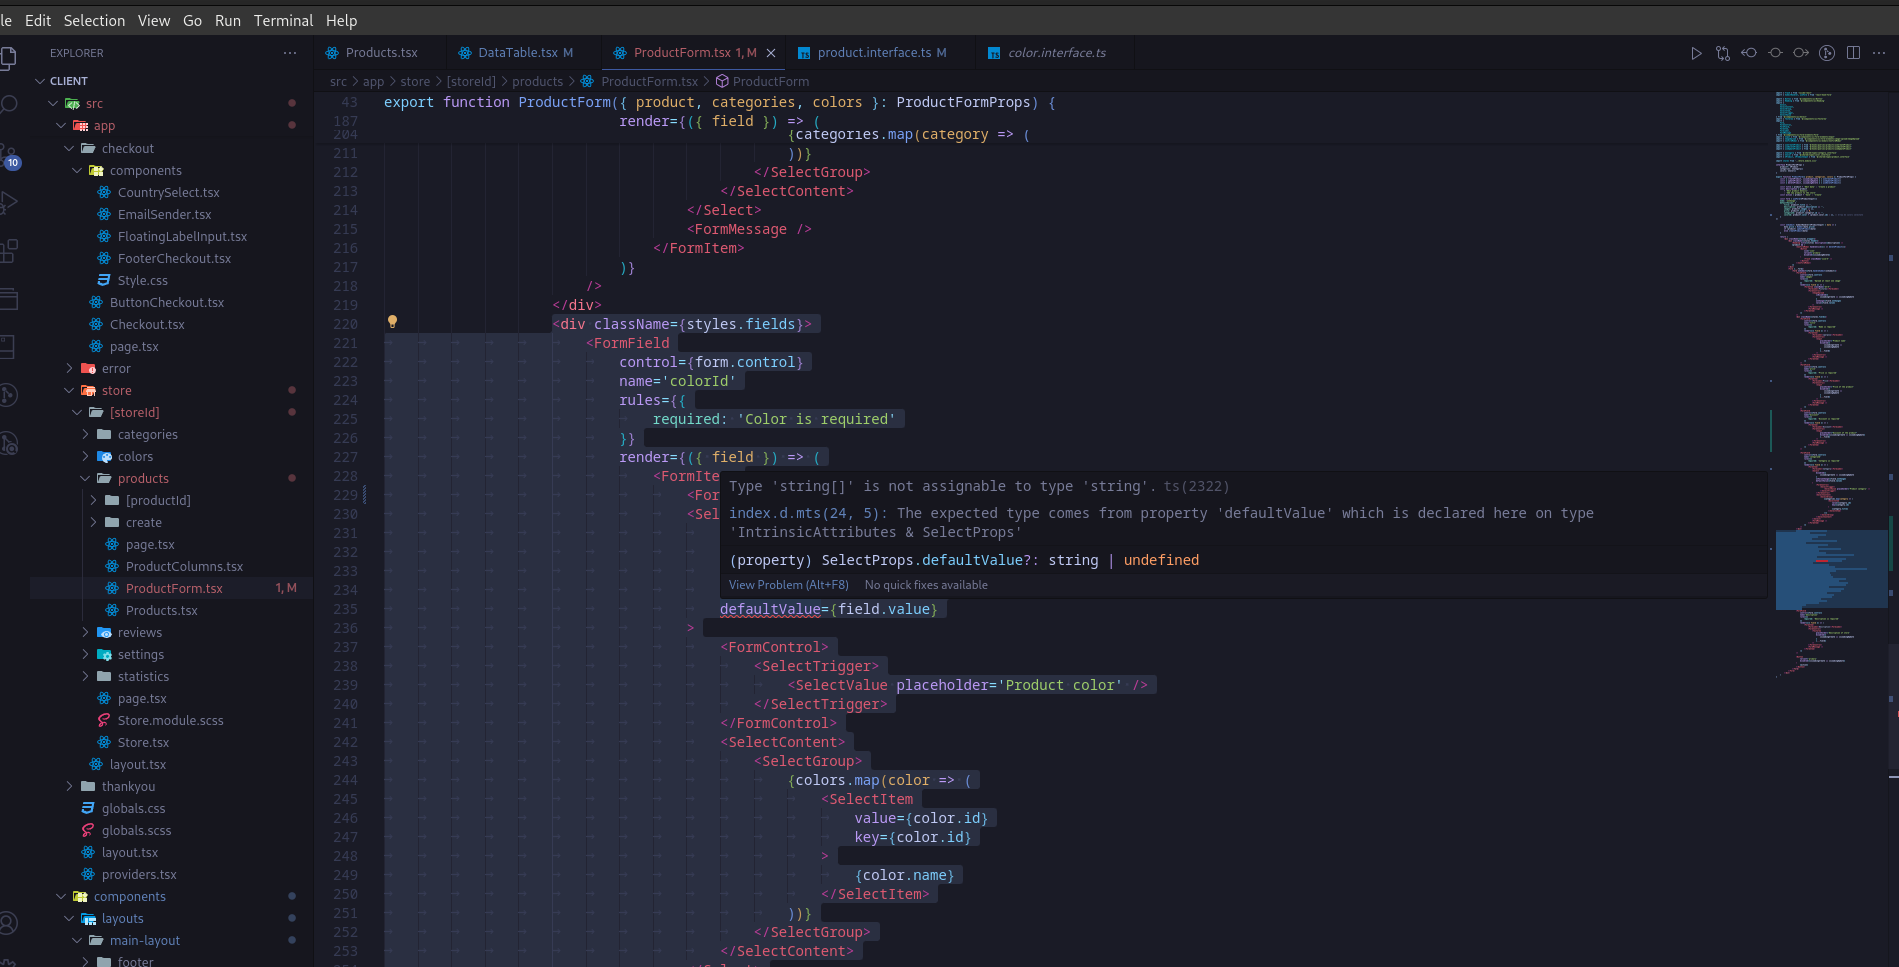 le Edit Selection View Go Run Terminal Help
EXPLORER
CLIENT
src
app
checkout
components
CountrySelect.tsx
EmailSender.tsx
FloatingLabelInput.tsx
FooterCheckout.tsx
Style.css
ButtonCheckout.tsx
Checkout.tsx
page.tsx
error
store
[storeId]
categories
colors
products
[productId]
create
page.tsx
ProductColumns.tsx
ProductForm.tsx 1, M
Products.tsx
reviews
settings
statistics
page.tsx
Store.module.scss
Store.tsx
layout.tsx
thankyou
globals.css
globals.scss
layout.tsx
providers.tsx
components
layouts
main-layout
footer
10
Products.tsx DataTable.tsx M ProductForm.tsx 1, M product.interface.ts M color.interface.ts
src > app > store > [storeId] > products > ProductForm.tsx > ProductForm
43 export function ProductForm({ product, categories, colors }: ProductFormProps) {
187 render={({ field }) => (
204 {categories.map(category => (
211 ))}
212 </SelectGroup>
213 </SelectContent>
214 </Select>
215 <FormMessage />
216 </FormItem>
217 )}
218 />
219 </div>
220 <div className={styles.fields}>
221 <FormField
222 control={form.control}
223 name='colorId'
224 rules={{
225 required: 'Color is required'
226 }}
227 render={({ field }) => (
228 <FormIte
229 <For
230 <Sel
231
232
233
234
235 defaultValue={field.value}
236 >
237 <FormControl>
238 <SelectTrigger>
239 <SelectValue placeholder='Product color' />
240 </SelectTrigger>
241 </FormControl>
242 <SelectContent>
243 <SelectGroup>
244 {colors.map(color => (
245 <SelectItem
246 value={color.id}
247 key={color.id}
248 >
249 {color.name}
250 </SelectItem>
251 ))}
252 </SelectGroup>
253 </SelectContent>
Type 'string[]' is not assignable to type 'string'. ts(2322)
index.d.mts(24, 5): The expected type comes from property 'defaultValue' which is declared here on type
'IntrinsicAttributes & SelectProps'
(property) SelectProps.defaultValue?: string | undefined
View Problem (Alt+F8) No quick fixes available